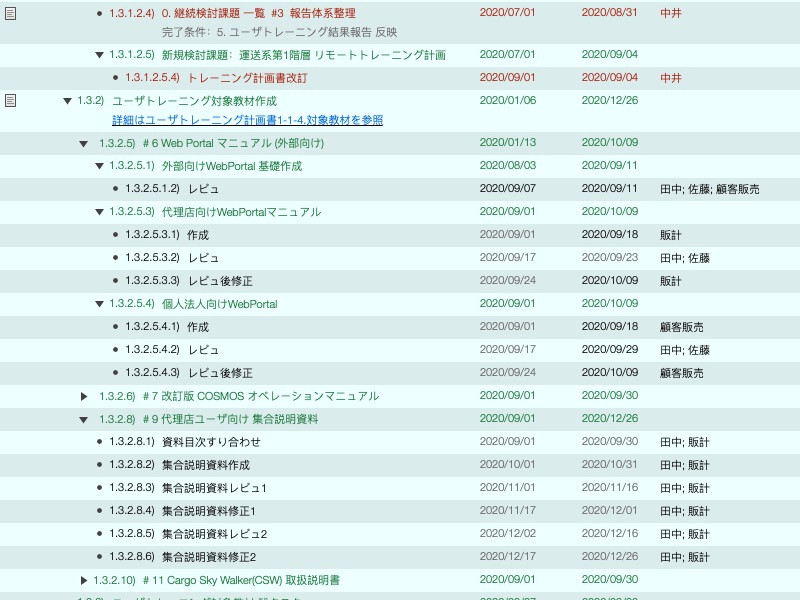 1.3.1.2.4) 0. 継続検討課題 一覧 #3 報告体系整理 2020/07/01 2020/08/31 中井
完了条件: 5. ユーザトレーニング結果報告 反映
1.3.1.2.5) 新規検討課題: 運送系第1階層 リモートトレーニング計画 2020/07/01 2020/09/04
1.3.1.2.5.4) トレーニング計画書改訂 2020/09/01 2020/09/04 中井
1.3.2) ユーザトレーニング対象教材作成 2020/01/06 2020/12/26
詳細はユーザトレーニング計画書1-1-4.対象教材を参照
1.3.2.5) # 6 Web Portal マニュアル (外部向け) 2020/01/13 2020/10/09
1.3.2.5.1) 外部向けWebPortal 基礎作成 2020/08/03 2020/09/11
1.3.2.5.1.2) レビュ 2020/09/07 2020/09/11 田中; 佐藤; 顧客販売
1.3.2.5.3) 代理店向けWebPortalマニュアル 2020/09/01 2020/10/09
1.3.2.5.3.1) 作成 2020/09/01 2020/09/18 販計
1.3.2.5.3.2) レビュ 2020/09/17 2020/09/23 田中; 佐藤
1.3.2.5.3.3) レビュ後修正 2020/09/24 2020/10/09 販計
1.3.2.5.4) 個人法人向けWebPortal 2020/09/01 2020/10/09
1.3.2.5.4.1) 作成 2020/09/01 2020/09/18 顧客販売
1.3.2.5.4.2) レビュ 2020/09/17 2020/09/29 田中; 佐藤
1.3.2.5.4.3) レビュ後修正 2020/09/24 2020/10/09 顧客販売
1.3.2.6) # 7 改訂版 COSMOS オペレーションマニュアル 2020/09/01 2020/09/30
1.3.2.8) # 9 代理店ユーザ向け 集合説明資料 2020/09/01 2020/12/26
1.3.2.8.1) 資料目次すり合わせ 2020/09/01 2020/09/30 田中; 販計
1.3.2.8.2) 集合説明資料作成 2020/10/01 2020/10/31 田中; 販計
1.3.2.8.3) 集合説明資料レビュ1 2020/11/01 2020/11/16 田中; 販計
1.3.2.8.4) 集合説明資料修正1 2020/11/17 2020/12/01 田中; 販計
1.3.2.8.5) 集合説明資料レビュ2 2020/12/02 2020/12/16 田中; 販計
1.3.2.8.6) 集合説明資料修正2 2020/12/17 2020/12/26 田中; 販計
1.3.2.10) # 11 Cargo Sky Walker(CSW) 取扱説明書 2020/09/01 2020/09/30